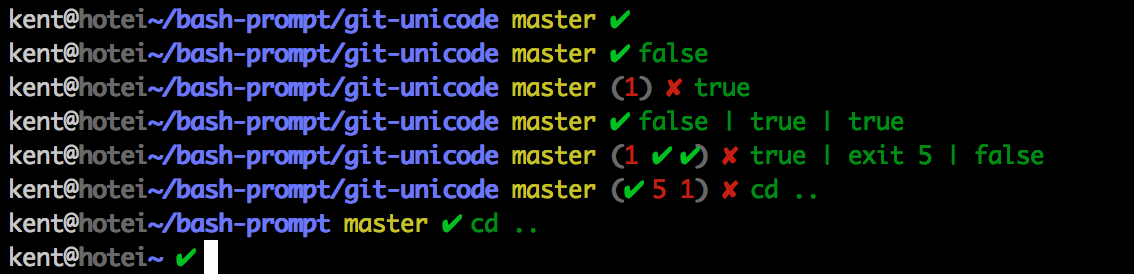 kent@hotei~/bash-prompt/git-unicode master ✔
kent@hotei~/bash-prompt/git-unicode master ✔ false
kent@hotei~/bash-prompt/git-unicode master (1) ✘ true
kent@hotei~/bash-prompt/git-unicode master ✔ false | true | true
kent@hotei~/bash-prompt/git-unicode master (1 ✔ ✔) ✘ true | exit 5 | false
kent@hotei~/bash-prompt/git-unicode master (✔ 5 1) ✘ cd ..
kent@hotei~/bash-prompt master ✔ cd ..
kent@hotei~ ✔